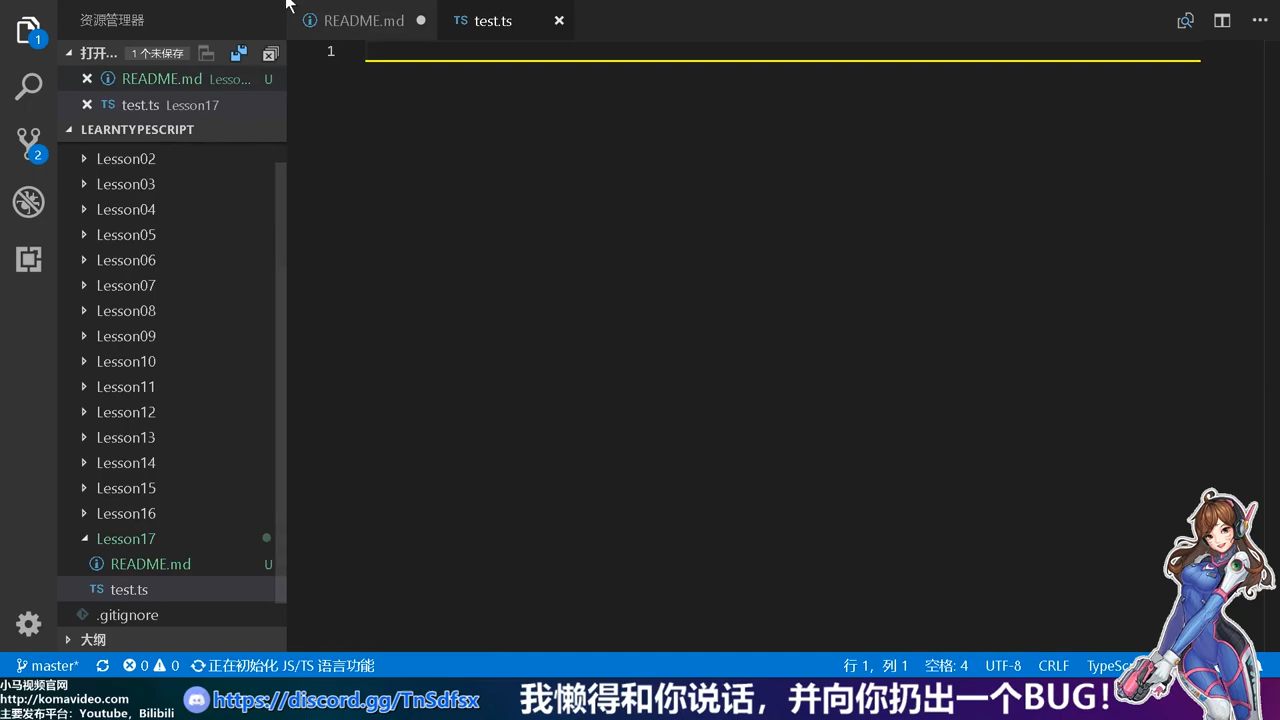 资源管理器
README.md
TS test.ts
1
打开... 1 个未保存
README.md Lesso... U
TS test.ts Lesson17
LEARNTYPESCRIPT
Lesson02
Lesson03
Lesson04
Lesson05
Lesson06
Lesson07
Lesson08
Lesson09
Lesson10
Lesson11
Lesson12
Lesson13
Lesson14
Lesson15
Lesson16
Lesson17
README.md U
TS test.ts
.gitignore
大纲
1
2
master* 0 0 正在初始化 JS/TS 语言功能
行 1，列 1 空格: 4 UTF-8 CRLF TypeSc
小马视频官网
http://komavideo.com
主要发布平台：Youtube，Bilibili
https://discord.gg/TnSdfsx
我懒得和你说话，并向你扔出一个BUG！